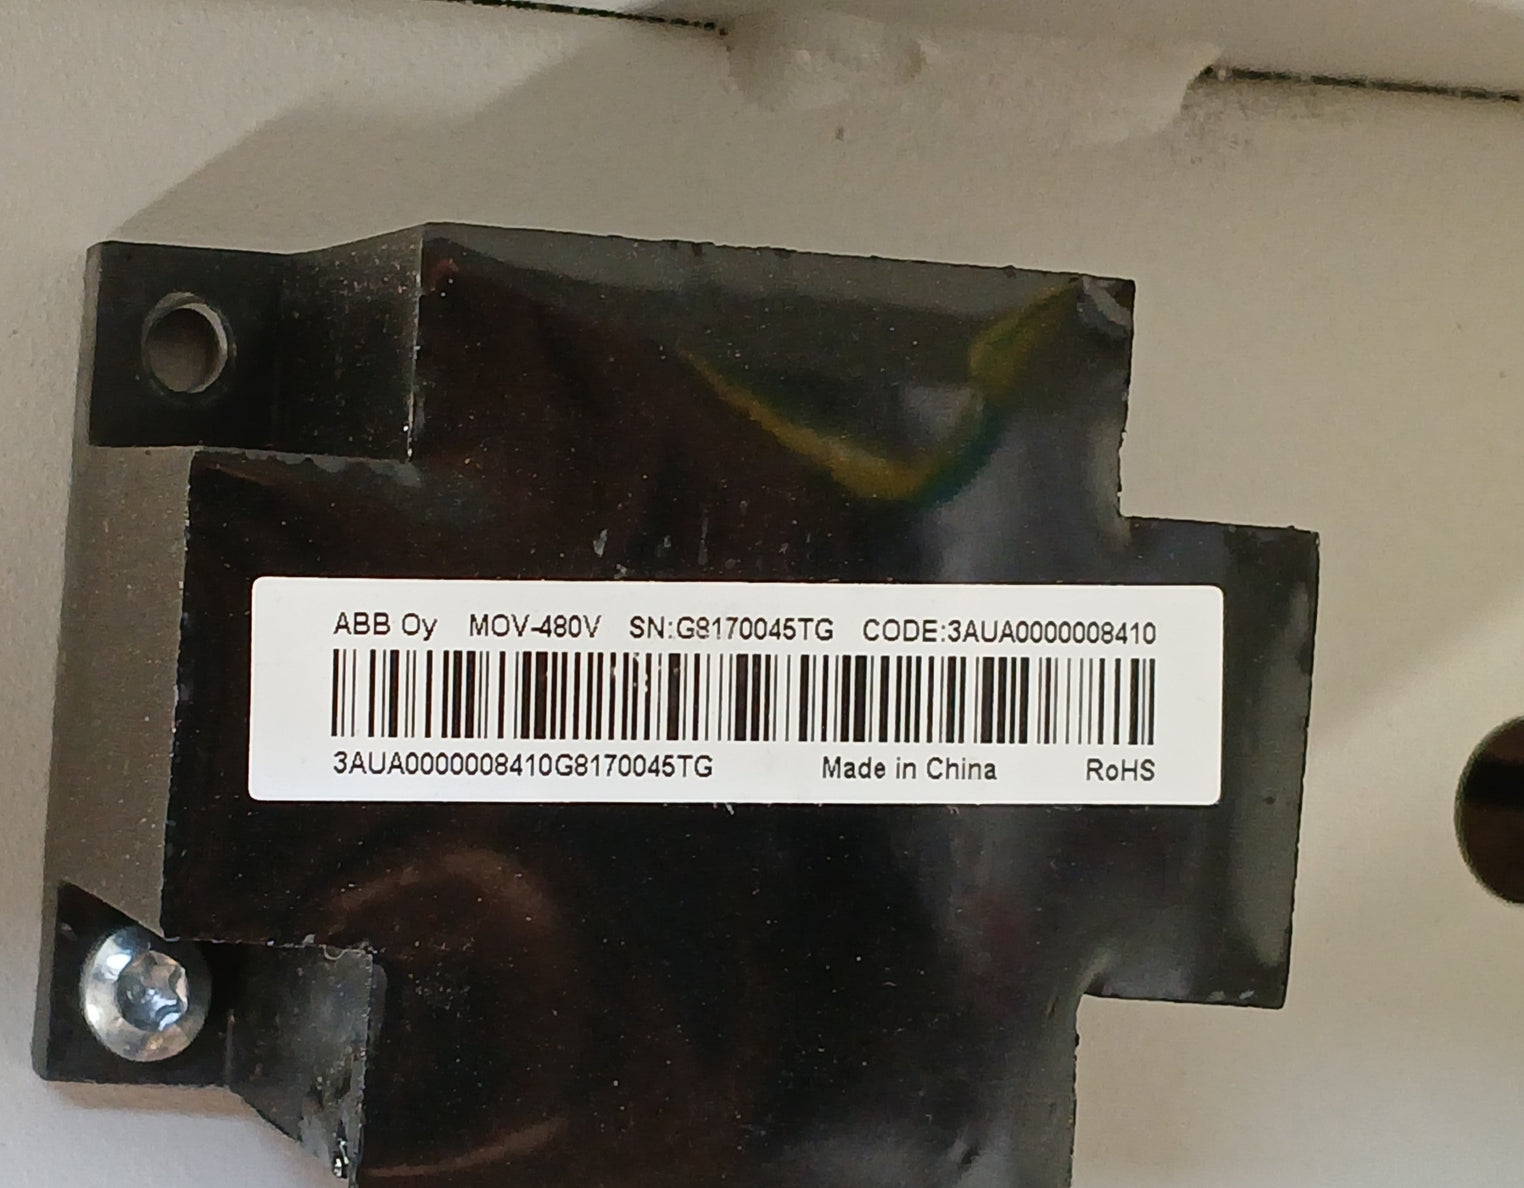 ABB Oy MOV-480V SN:G8170045TG CODE:3AUA0000008410
3AUA0000008410G8170045TG Made in China RoHS